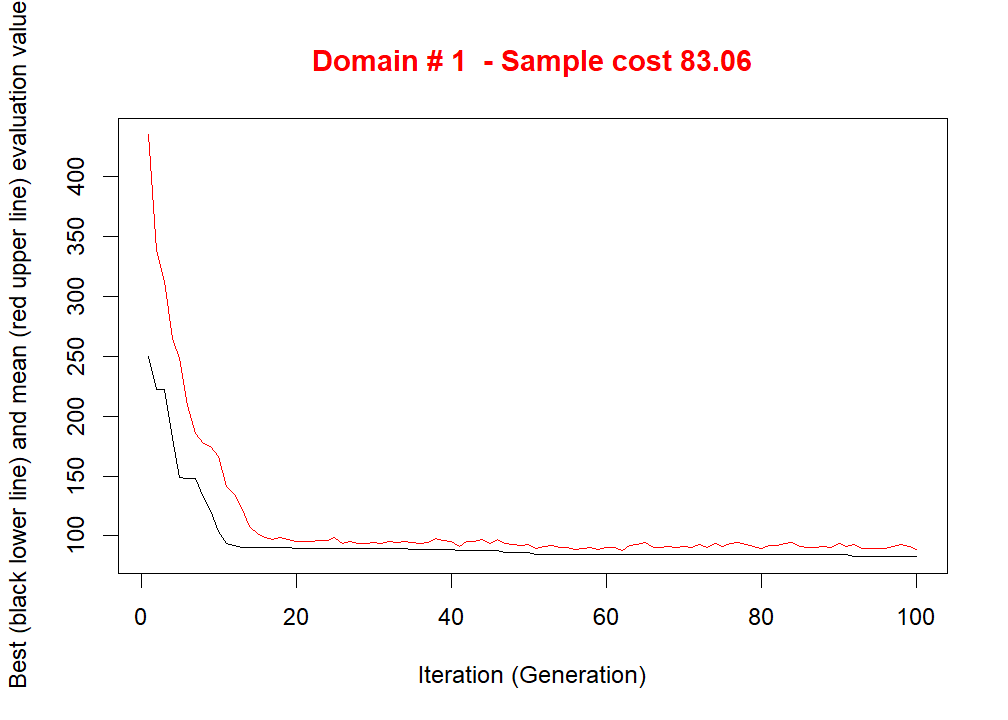 Domain # 1  - Sample cost 83.06
Best (black lower line) and mean (red upper line) evaluation value
400
350
300
250
200
150
100
0 20 40 60 80 100
Iteration (Generation)